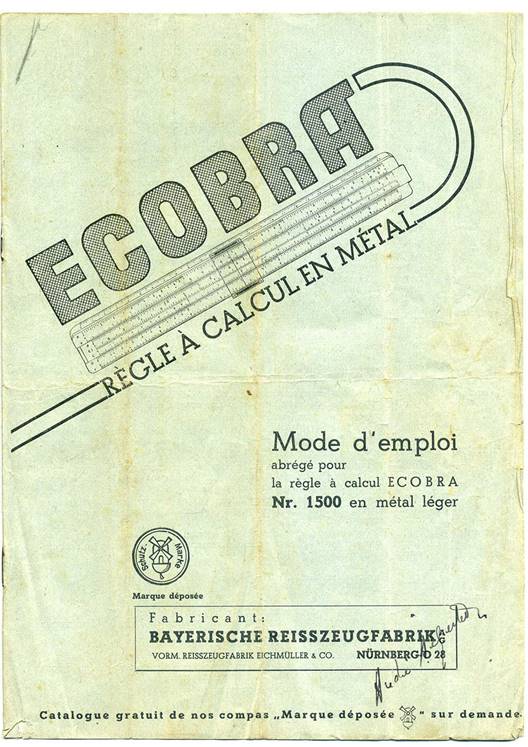 ECOBRA
RÈGLE À CALCUL EN MÉTAL
Mode d'emploi
abrégé pour
la règle à calcul ECOBRA
Nr. 1500 en métal léger
Schutz-Marke
Marque déposée
Fabricant:
BAYERISCHE REISSZEUGFABRIK AG
VORM. REISSZEUGFABRIK EICHMÜLLER & CO. NÜRNBERG-O 28
Catalogue gratuit de nos compas „Marque déposée “ sur demande.